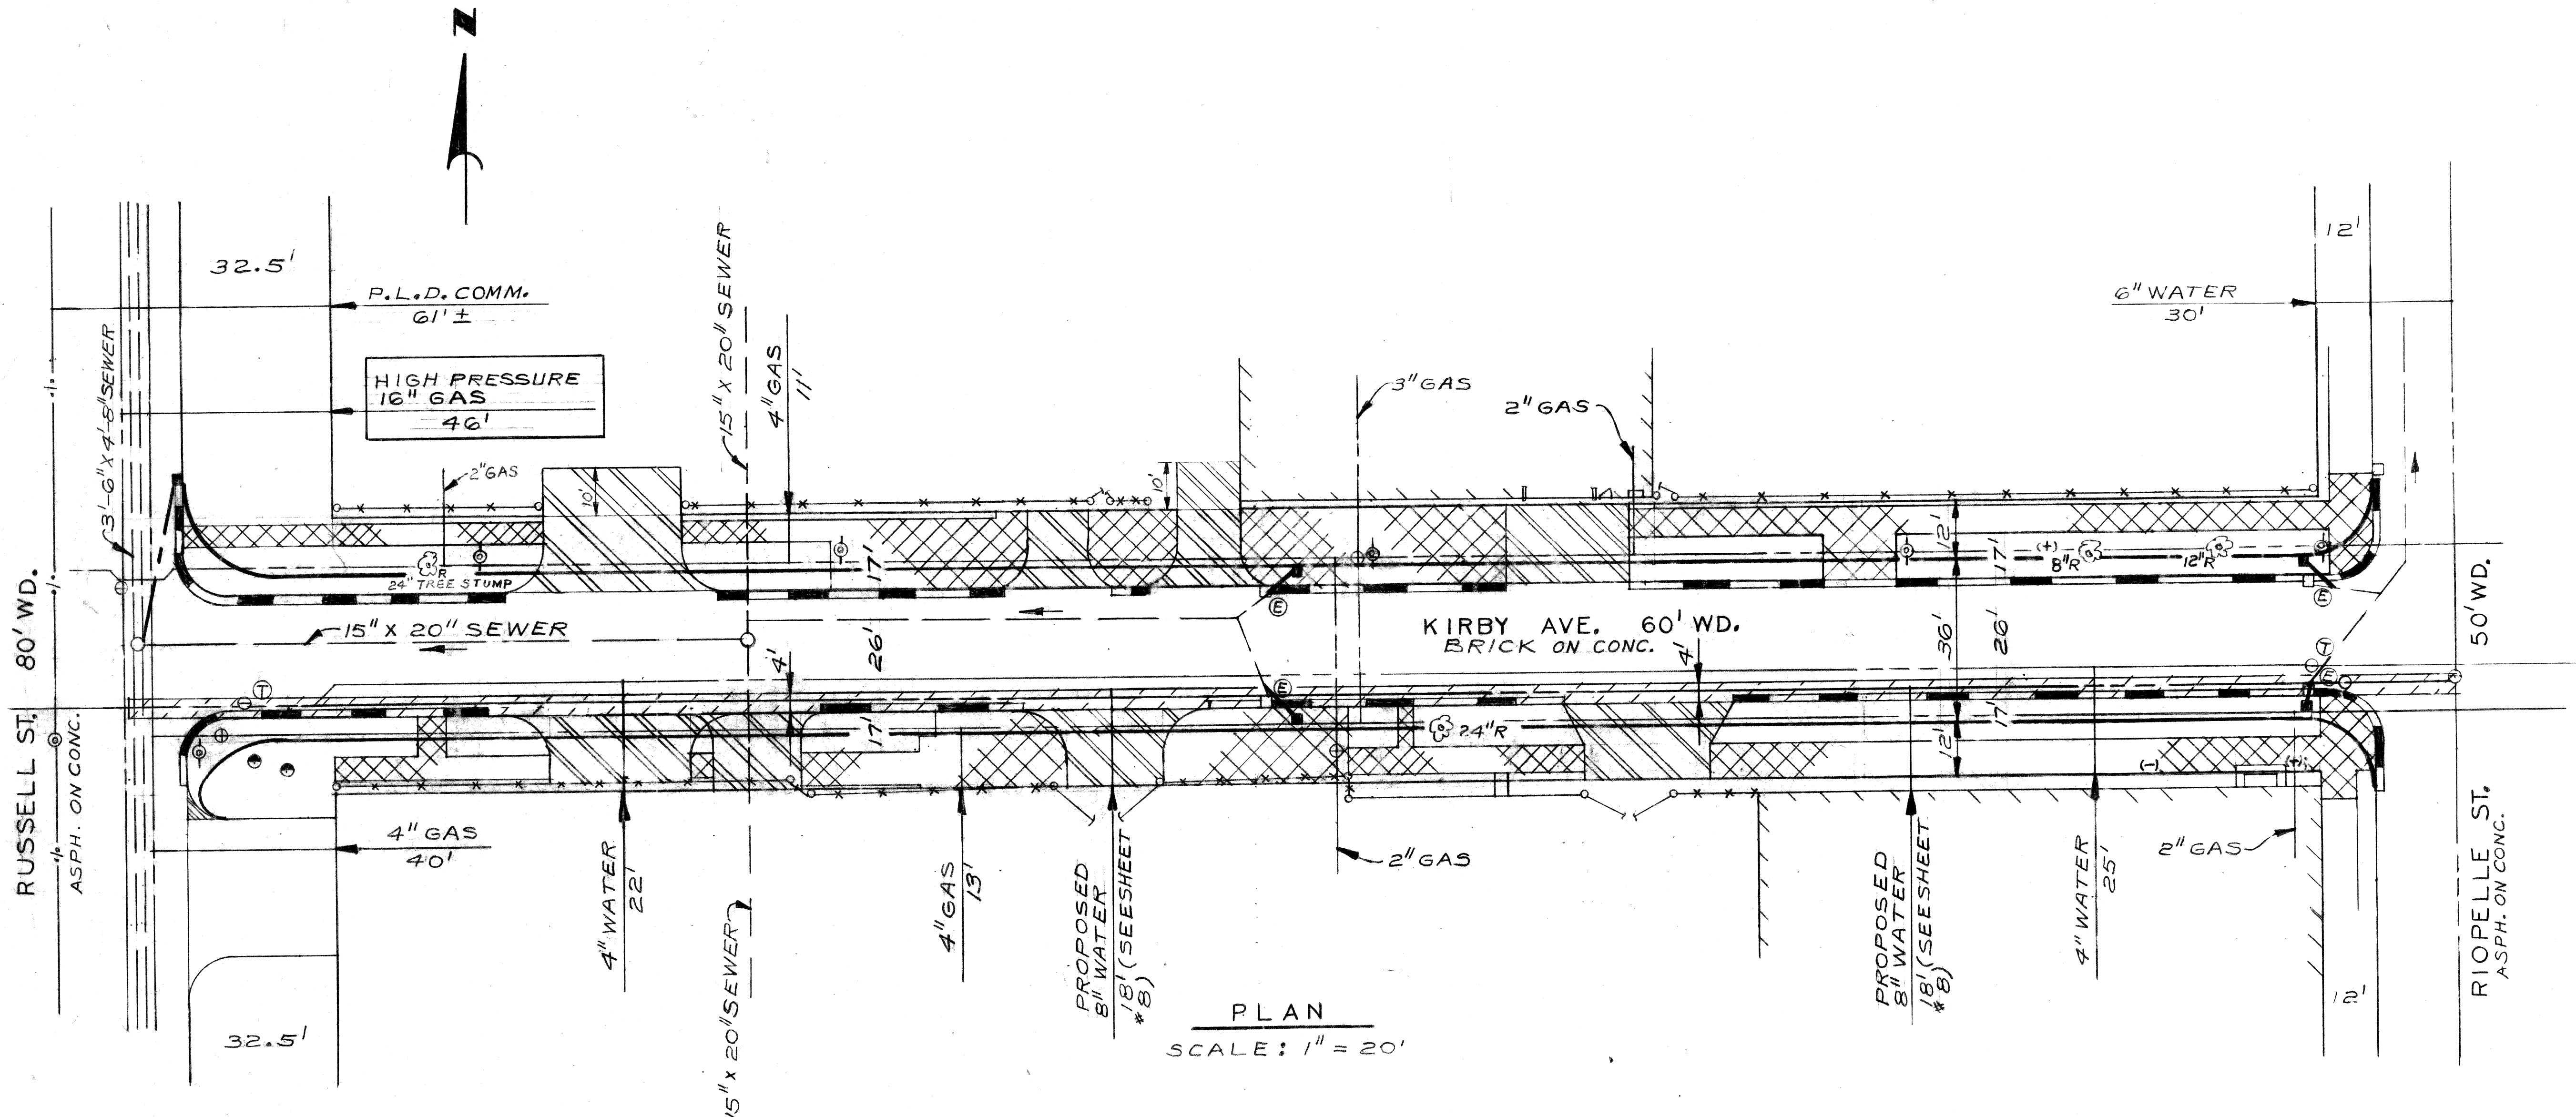 N
32.5'
P.L.D. COMM.
61' ±
HIGH PRESSURE
16" GAS
46'
3'-6" X 4'-8" SEWER
2" GAS
10'
15" X 20" SEWER
4" GAS
11'
10'
3" GAS
2" GAS
6" WATER
30'
12'
R
24" TREE STUMP
17'
12'
17'
(+)
8"R
12"R
E
E
15" X 20" SEWER
26'
4'
KIRBY AVE. 60' WD.
BRICK ON CONC.
4'
36'
26'
T
E
T
E
17'
24"R
17'
12'
(-)
(+)
RUSSELL ST. 80' WD.
ASPH. ON CONC.
RIOPELLE ST. 50' WD.
ASPH. ON CONC.
4" GAS
40'
4" WATER
22'
15" X 20" SEWER
4" GAS
13'
PROPOSED
8" WATER
18' (SEE SHEET
#8)
2" GAS
PROPOSED
8" WATER
18' (SEE SHEET
#8)
4" WATER
25'
2" GAS
32.5'
12'
PLAN
SCALE: 1" = 20'